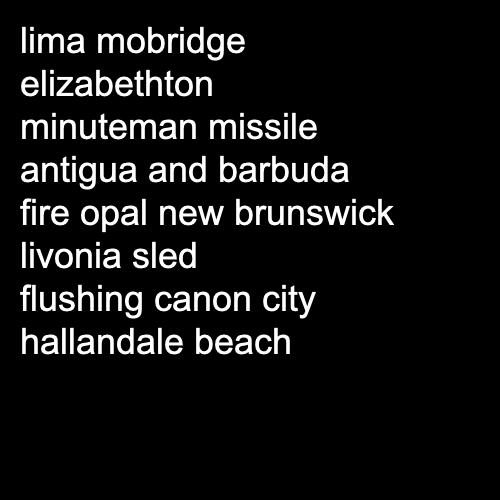 lima mobridge
elizabethton
minuteman missile
antigua and barbuda
fire opal new brunswick
livonia sled
flushing canon city
hallandale beach